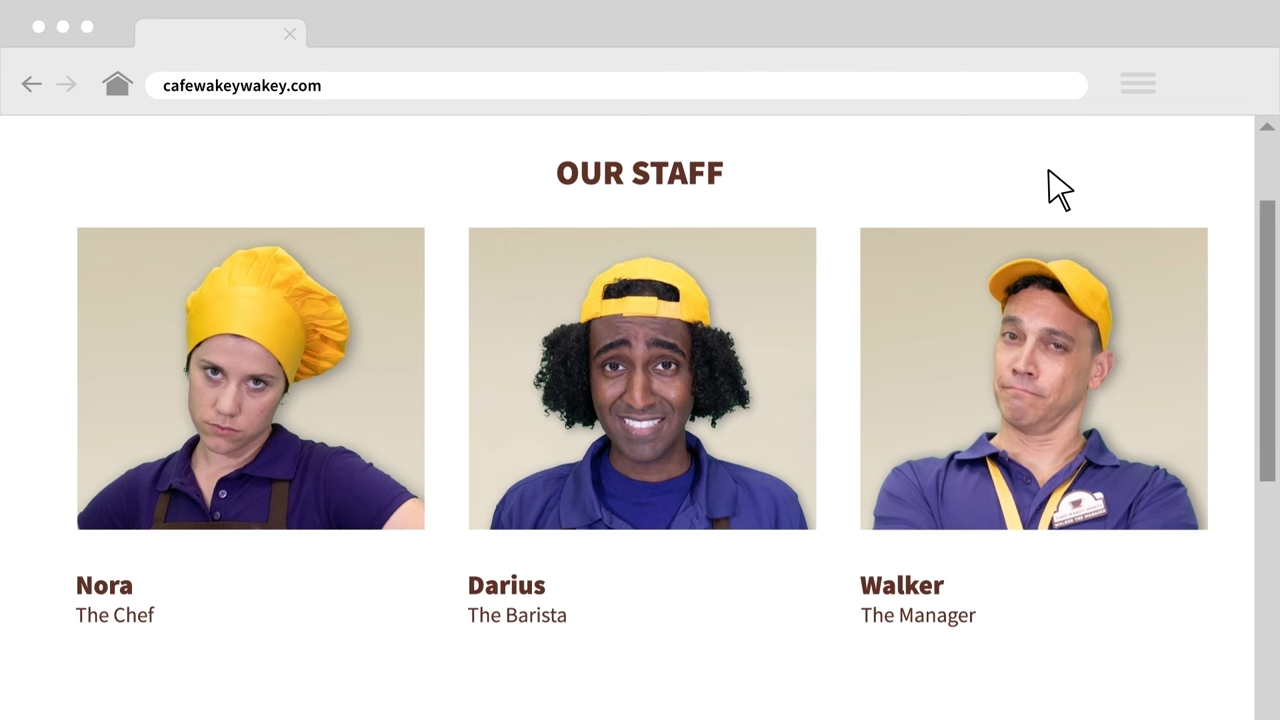 cafewakeywakey.com
OUR STAFF
Nora
The Chef
Darius
The Barista
Walker
The Manager